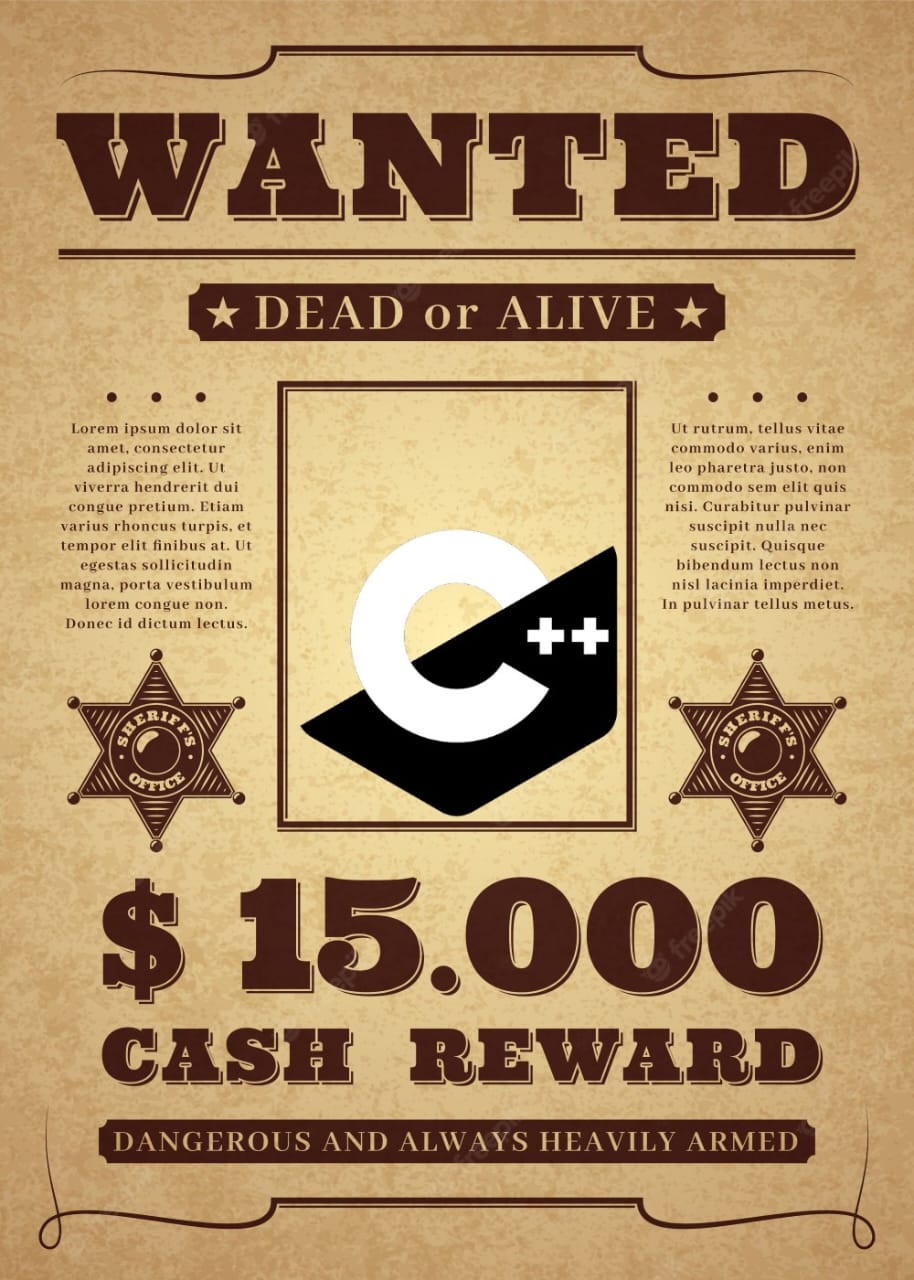 WANTED
★ DEAD or ALIVE ★
Lorem ipsum dolor sit
amet, consectetur
adipiscing elit. Ut
viverra hendrerit dui
congue pretium. Etiam
varius rhoncus turpis, et
tempor elit finibus at. Ut
egestas sollicitudin
magna, porta vestibulum
lorem congue non.
Donec id dictum lectus.
C++
Ut rutrum, tellus vitae
commodo varius, enim
leo pharetra justo, non
commodo sem elit quis
nisi. Curabitur pulvinar
suscipit nulla nec
suscipit. Quisque
bibendum lectus non
nisl lacinia imperdiet.
In pulvinar tellus metus.
SHERIFF'S
OFFICE
SHERIFF'S
OFFICE
$ 15.000
CASH REWARD
DANGEROUS AND ALWAYS HEAVILY ARMED
freepik
freepik